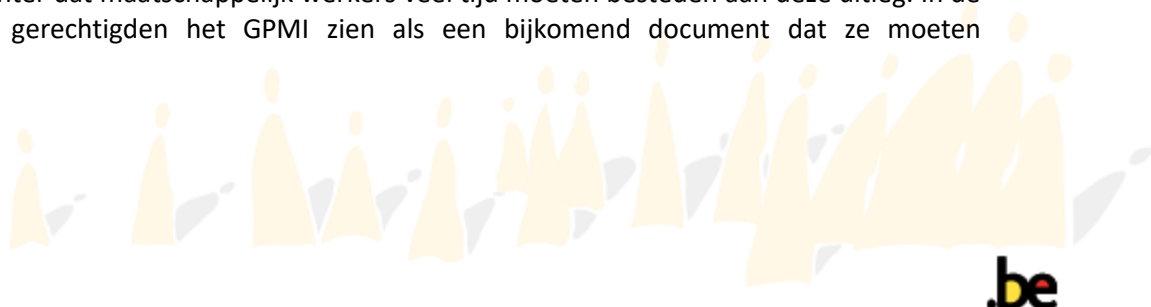 dat maatschappelijk werkers veel tijd moeten besteden aan deze uitleg. In de
gerechtigden het GPMI zien als een bijkomend document dat ze moeten
.be